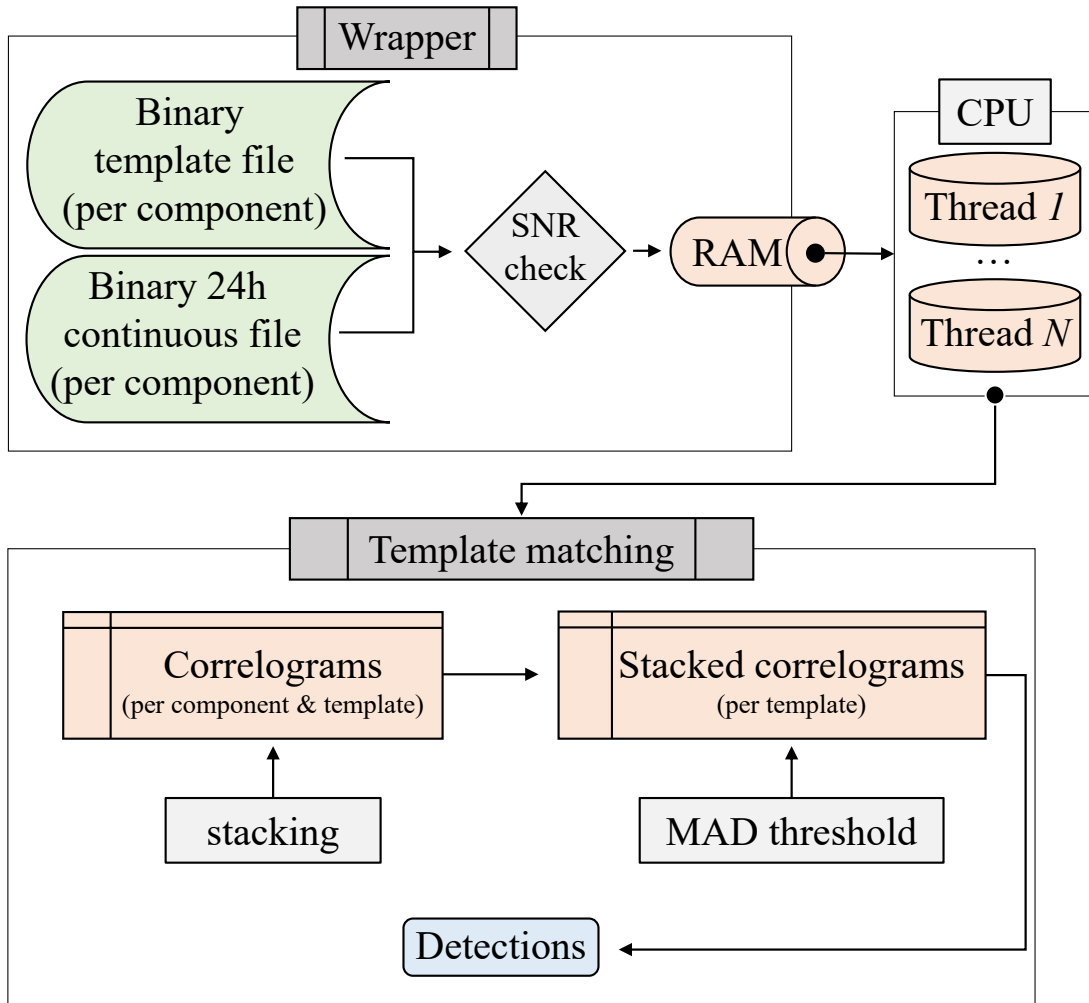 Wrapper
Binary
template file
(per component)
Binary 24h
continuous file
(per component)
SNR
check
RAM
CPU
Thread 1
...
Thread N
Template matching
Correlograms
(per component & template)
Stacked correlograms
(per template)
stacking
MAD threshold
Detections